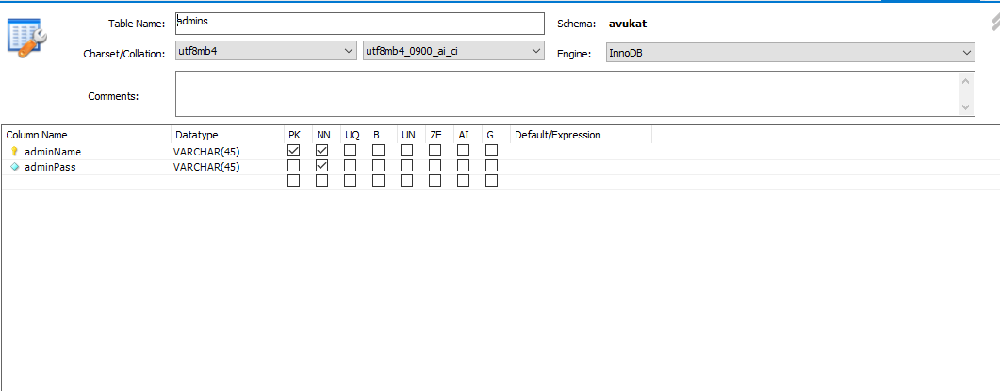 Table Name: admins Schema: avukat
Charset/Collation: utf8mb4 utf8mb4_0900_ai_ci Engine: InnoDB
Comments:
Column Name Datatype PK NN UQ B UN ZF AI G Default/Expression
adminName VARCHAR(45)
adminPass VARCHAR(45)